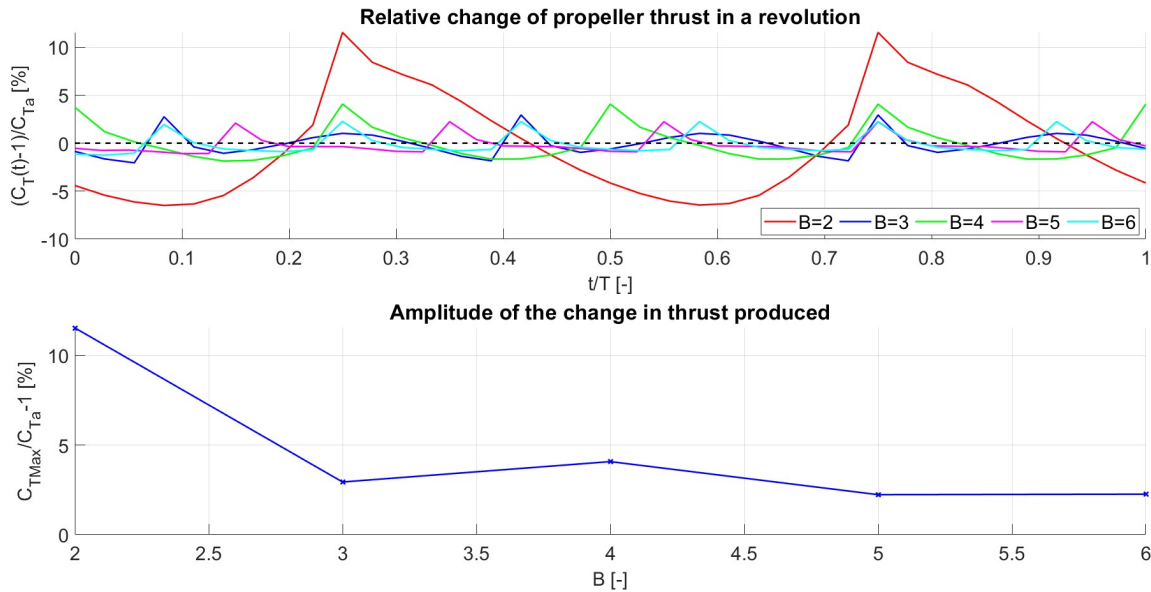 Relative change of propeller thrust in a revolution
(C_T(t)-1)/C_Ta [%]
10
5
0
-5
-10
B=2 B=3 B=4 B=5 B=6
0 0.1 0.2 0.3 0.4 0.5 0.6 0.7 0.8 0.9 1
t/T [-]
Amplitude of the change in thrust produced
C_TMax/C_Ta-1 [%]
10
5
0
2 2.5 3 3.5 4 4.5 5 5.5 6
B [-]